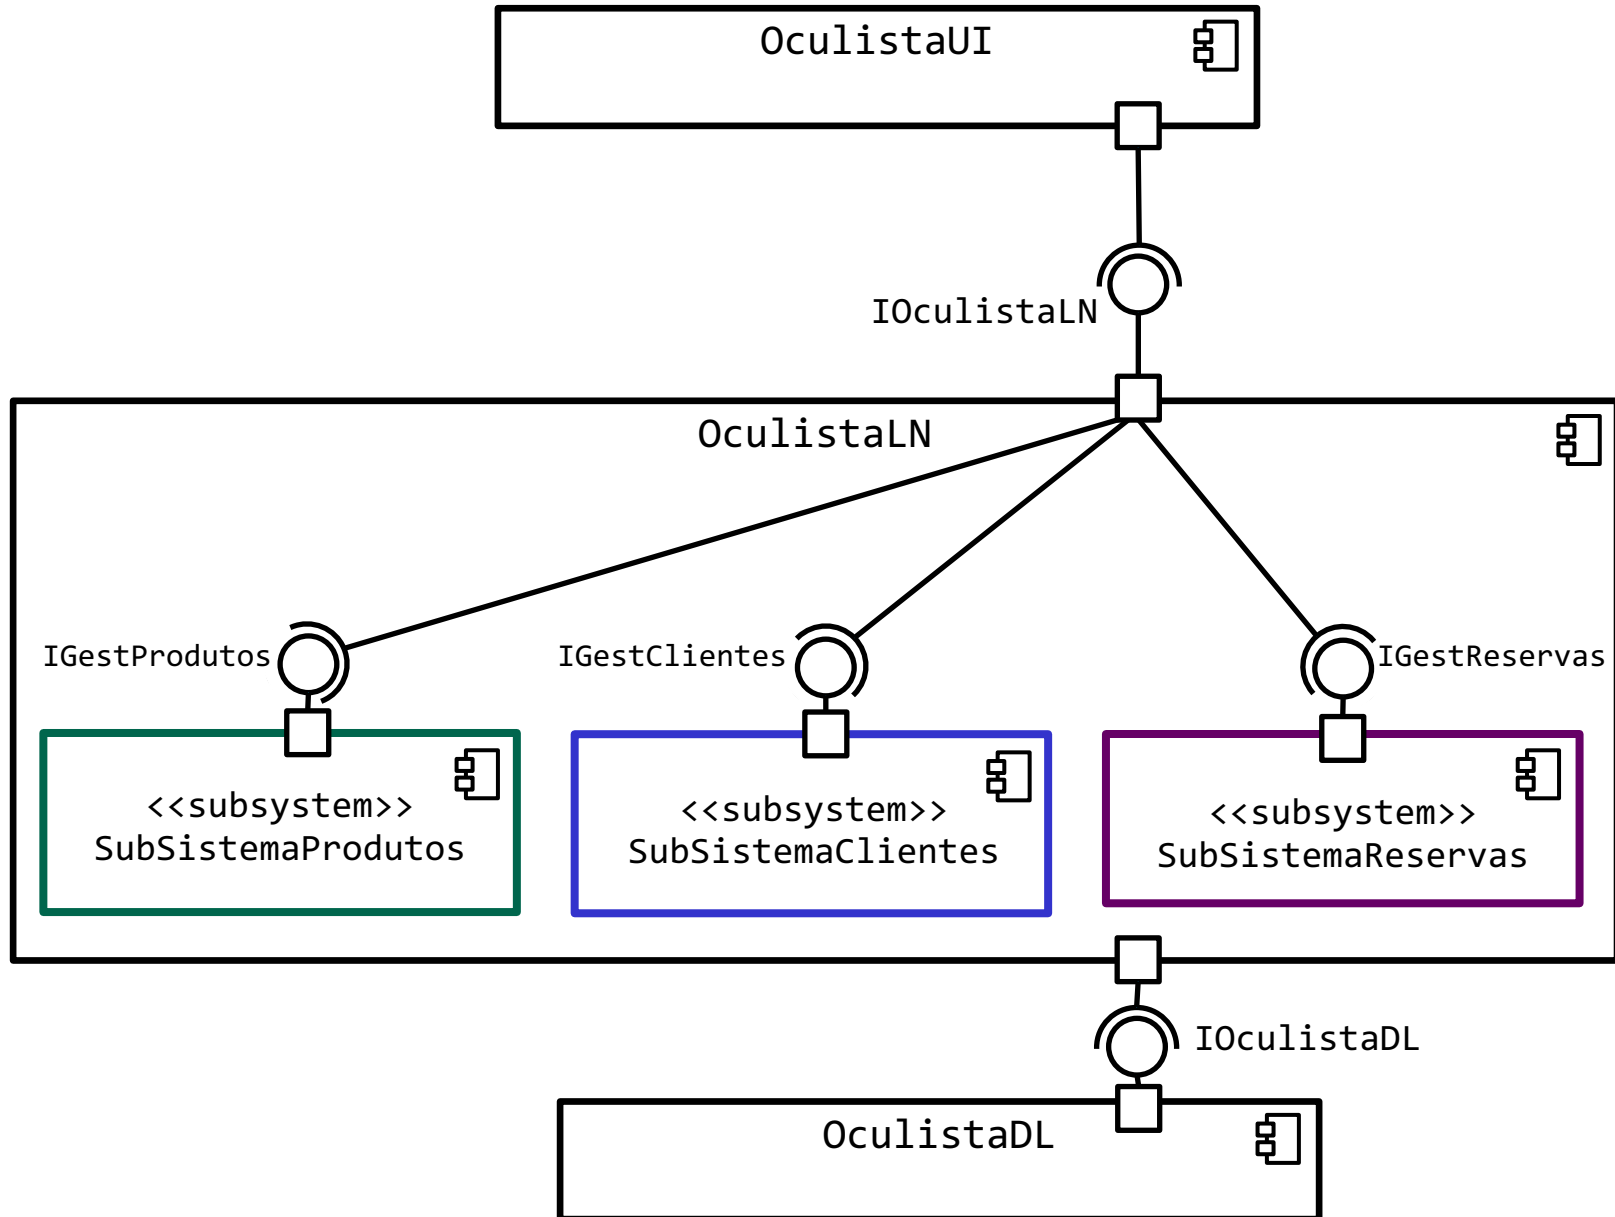 OculistaUI
IOculistaLN
OculistaLN
IGestProdutos
IGestClientes
IGestReservas
<<subsystem>>
SubSistemaProdutos
<<subsystem>>
SubSistemaClientes
<<subsystem>>
SubSistemaReservas
IOculistaDL
OculistaDL